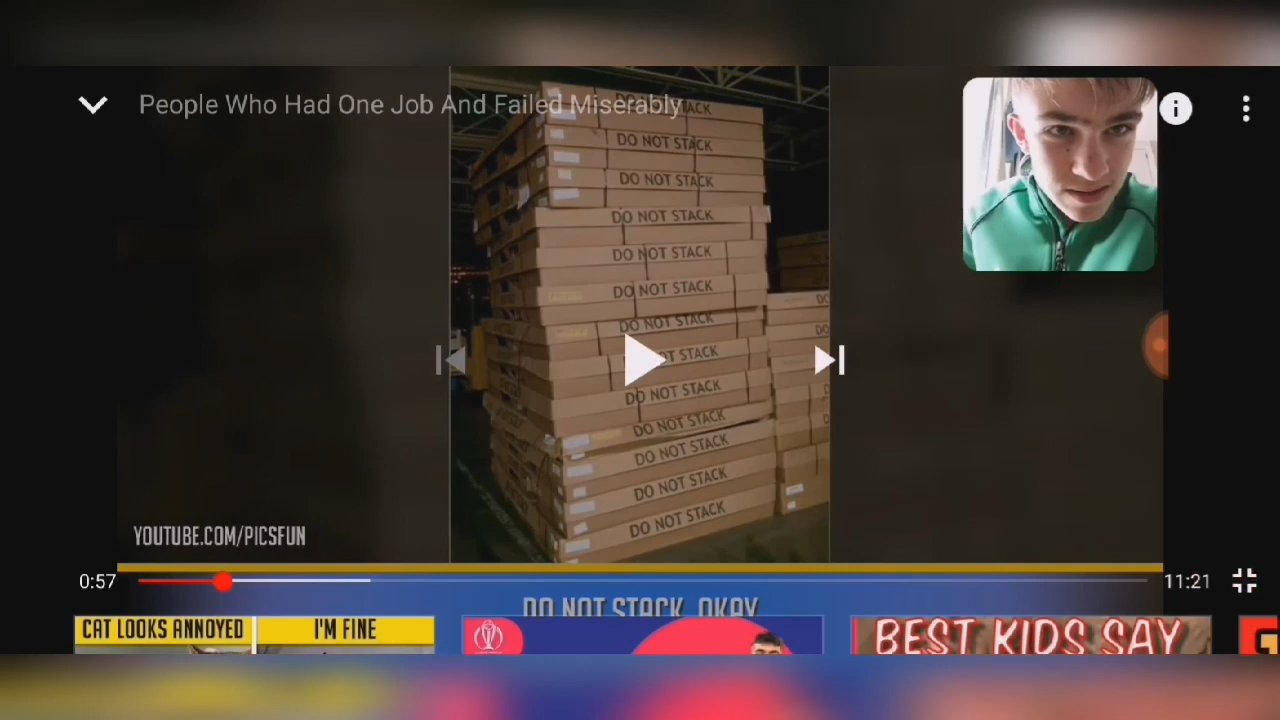 People Who Had One Job And Failed Miserably
DO NOT STACK
DO NOT STACK
DO NOT STACK
DO NOT STACK
DO NOT STACK
DO NOT STACK
DO NOT STACK
DO NOT STACK
DO NOT STACK
DO NOT STACK
DO NOT STACK
DO NOT STACK
DO NOT STACK
YOUTUBE.COM/PICSFUN
0:57
11:21
DO NOT STACK, OKAY
CAT LOOKS ANNOYED
I'M FINE
BEST KIDS SAY